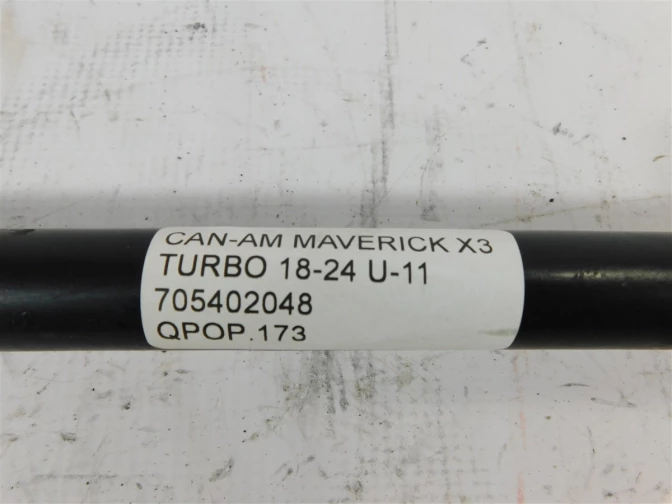 CAN-AM MAVERICK X3
TURBO 18-24 U-11
705402048
QPOP.173